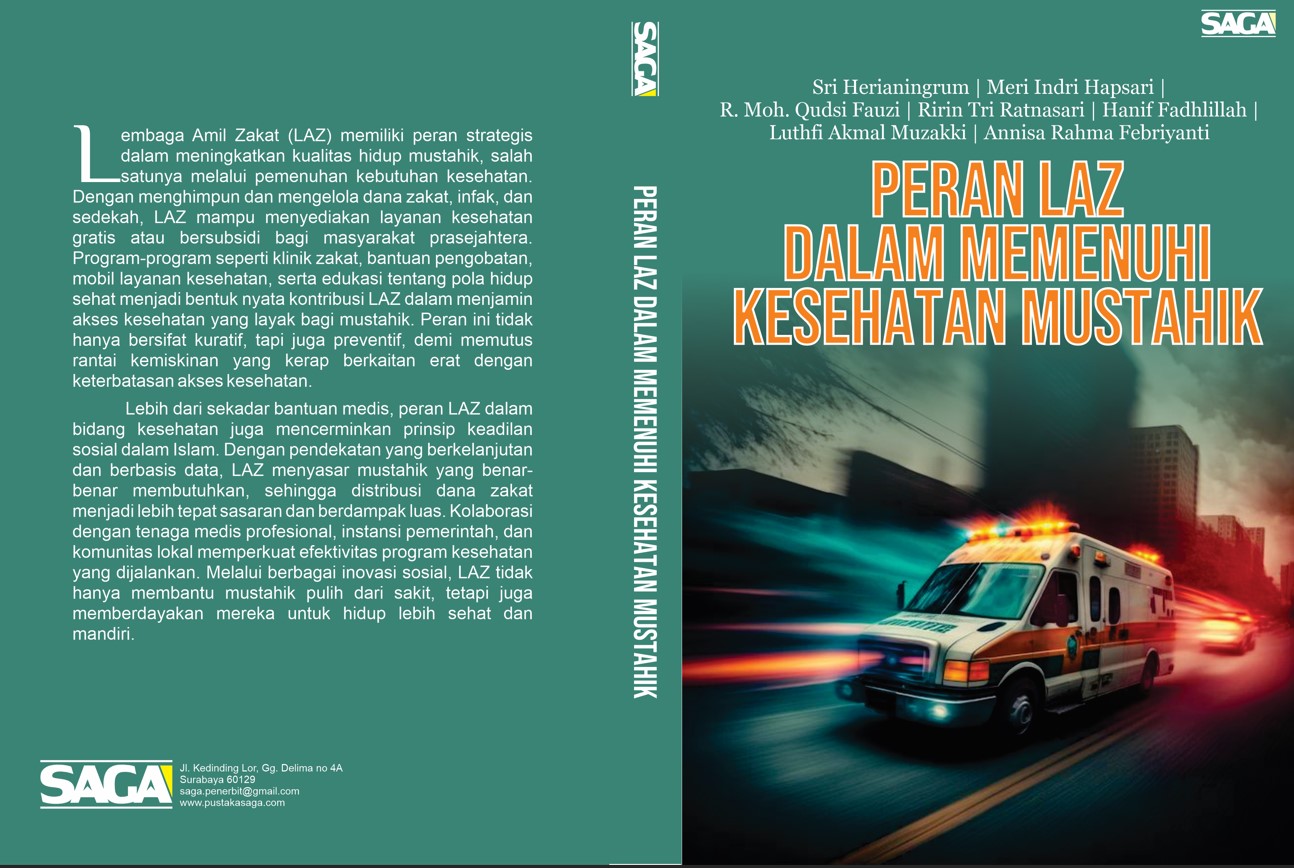 Lembaga Amil Zakat (LAZ) memiliki peran strategis
dalam meningkatkan kualitas hidup mustahik, salah
satunya melalui pemenuhan kebutuhan kesehatan.
Dengan menghimpun dan mengelola dana zakat, infak, dan
sedekah, LAZ mampu menyediakan layanan kesehatan
gratis atau bersubsidi bagi masyarakat prasejahtera.
Program-program seperti klinik zakat, bantuan pengobatan,
mobil layanan kesehatan, serta edukasi tentang pola hidup
sehat menjadi bentuk nyata kontribusi LAZ dalam menjamin
akses kesehatan yang layak bagi mustahik. Peran ini tidak
hanya bersifat kuratif, tapi juga preventif, demi memutus
rantai kemiskinan yang kerap berkaitan erat dengan
keterbatasan akses kesehatan.
Lebih dari sekadar bantuan medis, peran LAZ dalam
bidang kesehatan juga mencerminkan prinsip keadilan
sosial dalam Islam. Dengan pendekatan yang berkelanjutan
dan berbasis data, LAZ menyasar mustahik yang benar-
benar membutuhkan, sehingga distribusi dana zakat
menjadi lebih tepat sasaran dan berdampak luas. Kolaborasi
dengan tenaga medis profesional, instansi pemerintah, dan
komunitas lokal memperkuat efektivitas program kesehatan
yang dijalankan. Melalui berbagai inovasi sosial, LAZ tidak
hanya membantu mustahik pulih dari sakit, tetapi juga
memberdayakan mereka untuk hidup lebih sehat dan
mandiri.
SAGA
Jl. Kedinding Lor, Gg. Delima no 4A
Surabaya 60129
saga.penerbit@gmail.com
www.pustakasaga.com
SAGA
PERAN LAZ DALAM MEMENUHI KESEHATAN MUSTAHIK
SAGA
Sri Herianingrum | Meri Indri Hapsari |
R. Moh. Qudsi Fauzi | Ririn Tri Ratnasari | Hanif Fadhlillah |
Luthfi Akmal Muzakki | Annisa Rahma Febriyanti
PERAN LAZ
DALAM MEMENUHI
KESEHATAN MUSTAHIK